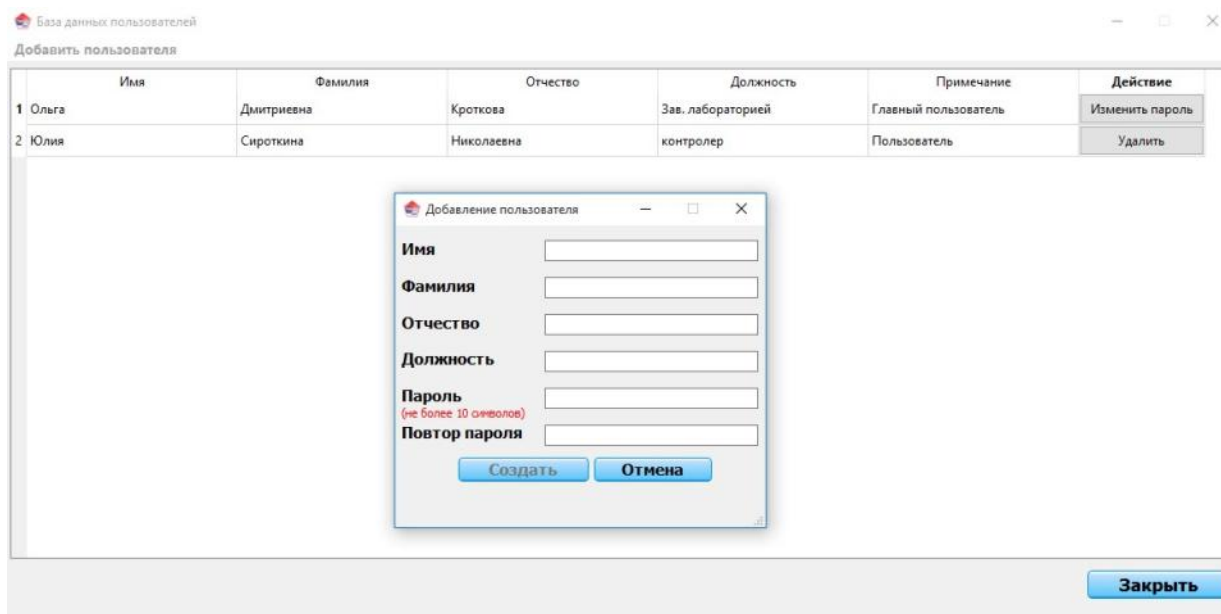 База данных пользователей
Добавить пользователя
Имя Фамилия Отчество Должность Примечание Действие
1 Ольга Дмитриевна Кроткова Зав. лабораторией Главный пользователь Изменить пароль
2 Юлия Сироткина Николаевна контролер Пользователь Удалить
Добавление пользователя
Имя
Фамилия
Отчество
Должность
Пароль
(не более 10 символов)
Повтор пароля
Создать Отмена
Закрыть